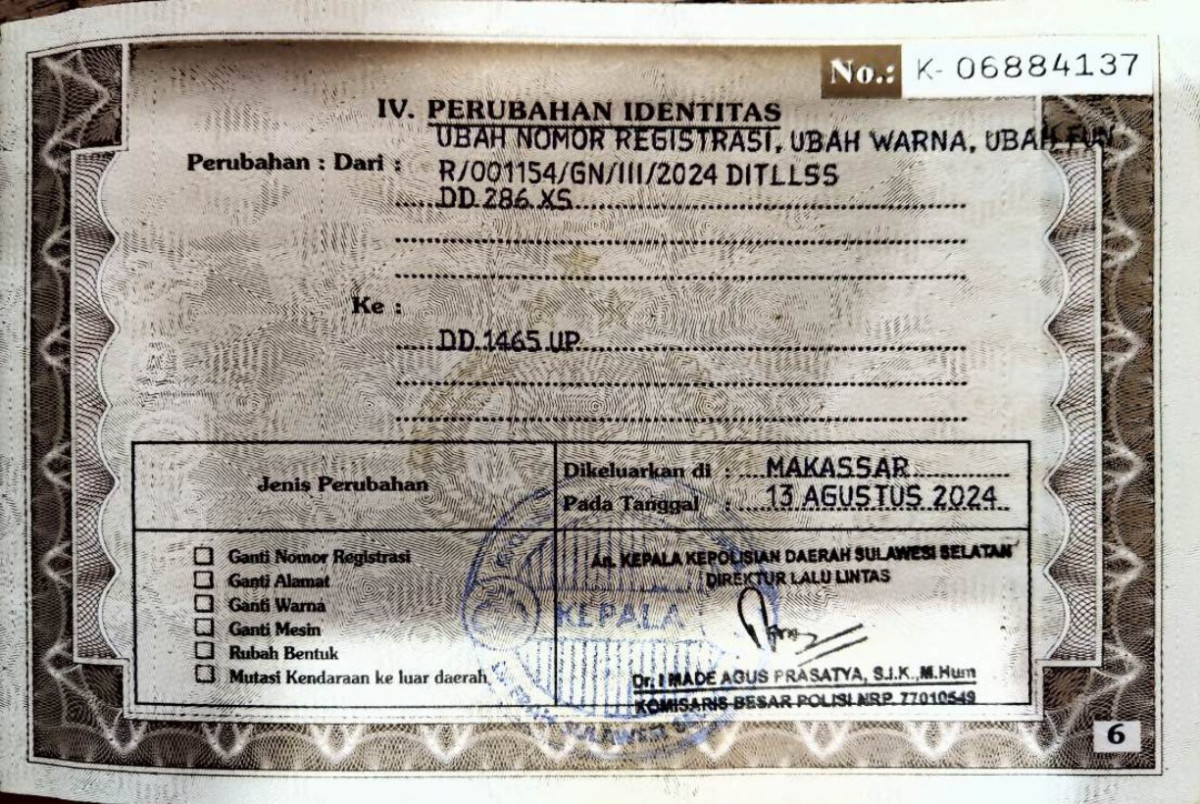 No.: K- 06884137
IV. PERUBAHAN IDENTITAS
UBAH NOMOR REGISTRASI, UBAH WARNA, UBAH FUN
Perubahan : Dari :
R/001154/GN/III/2024 DITLLSS
DD 286 XS
Ke :
DD 1465 UP
Jenis Perubahan
Dikeluarkan di : MAKASSAR
Pada Tanggal : 13 AGUSTUS 2024
Ganti Nomor Registrasi
Ganti Alamat
Ganti Warna
Ganti Mesin
Rubah Bentuk
Mutasi Kendaraan ke luar daerah
An. KEPALA KEPOLISIAN DAERAH SULAWESI SELATAN
DIREKTUR LALU LINTAS
KEPALA
Dr. I MADE AGUS PRASATYA, S.I.K., M.Hum
KOMISARIS BESAR POLISI NRP 77010549
6